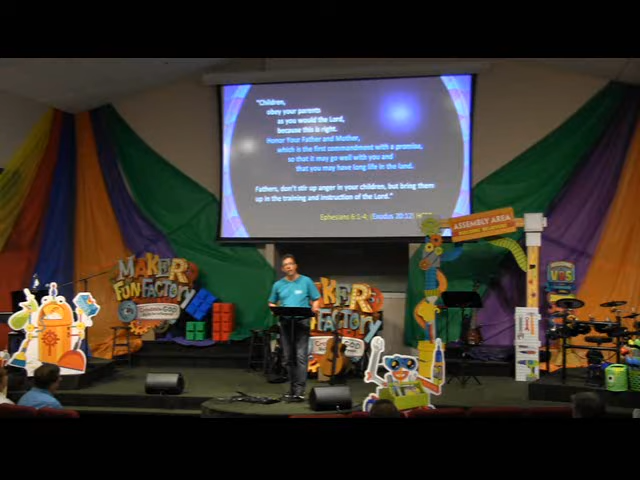 "Children,
obey your parents
as you would the Lord,
because this is right.
Honor Your Father and Mother,
which is the first commandment with a promise,
so that it may go well with you and
that you may have long life in the land.
Fathers, don't stir up anger in your children, but bring them
up in the training and instruction of the Lord."
Ephesians 6:1-4, (Exodus 20:12)
ASSEMBLY AREA
MAKER
FUN FACTORY
MAKER
FACTORY
VBS